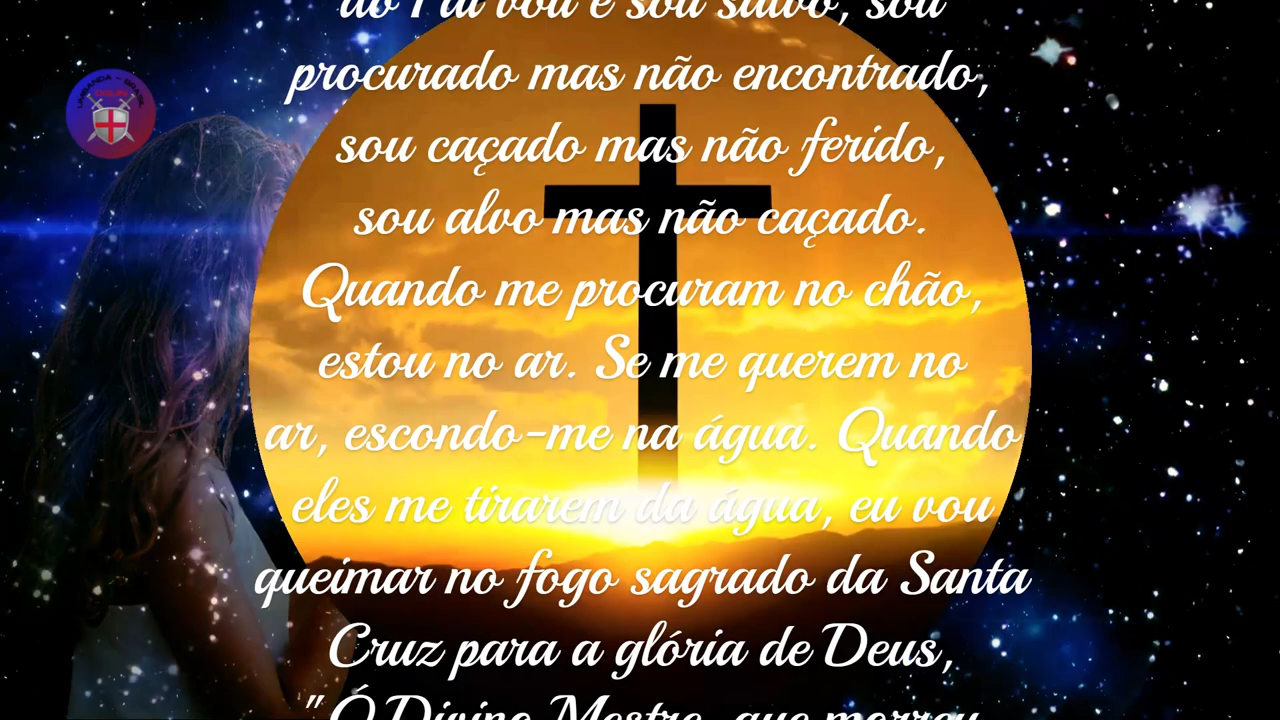 do Pai vou e sou salvo, sou
procurado mas não encontrado,
sou caçado mas não ferido,
sou alvo mas não caçado.
Quando me procuram no chão,
estou no ar. Se me querem no
ar, escondo-me na água. Quando
eles me tirarem da água, eu vou
queimar no fogo sagrado da Santa
Cruz para a glória de Deus,
"Ó Divino Mestre, que morreu
UMBANDA - BRASIL